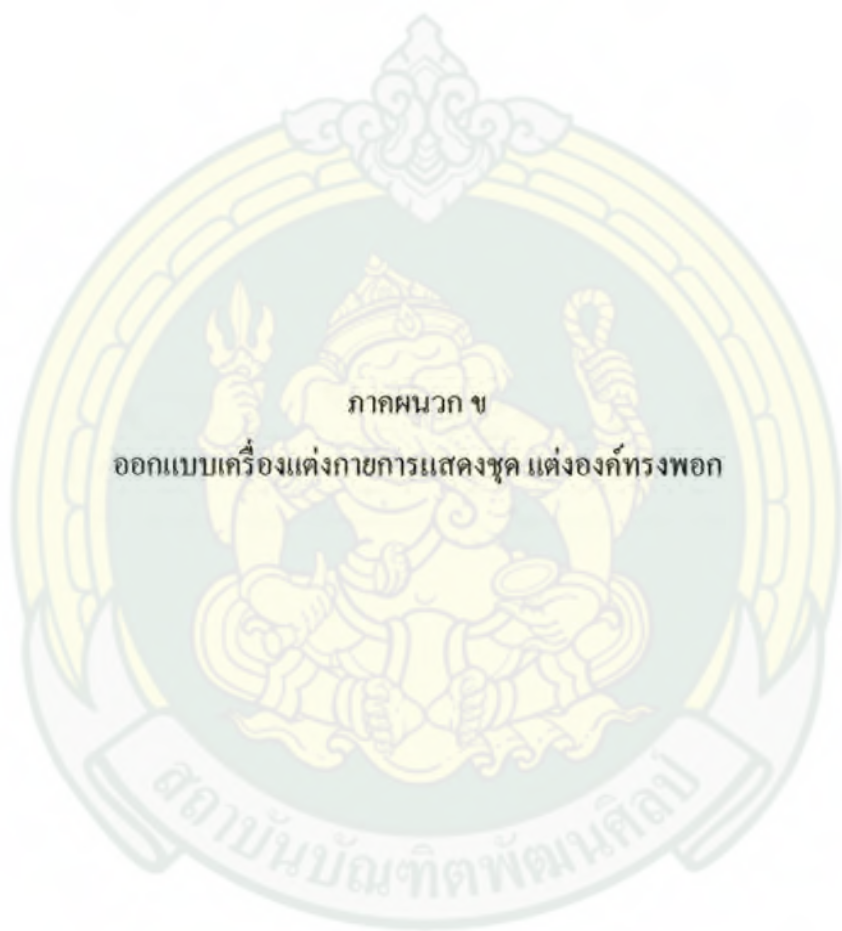 ภาคผนวก ข
ออกแบบเครื่องแต่งกายการแสดงชุด แต่งองค์ทรงพอก
สถาบันบัณฑิตพัฒนศิลป์